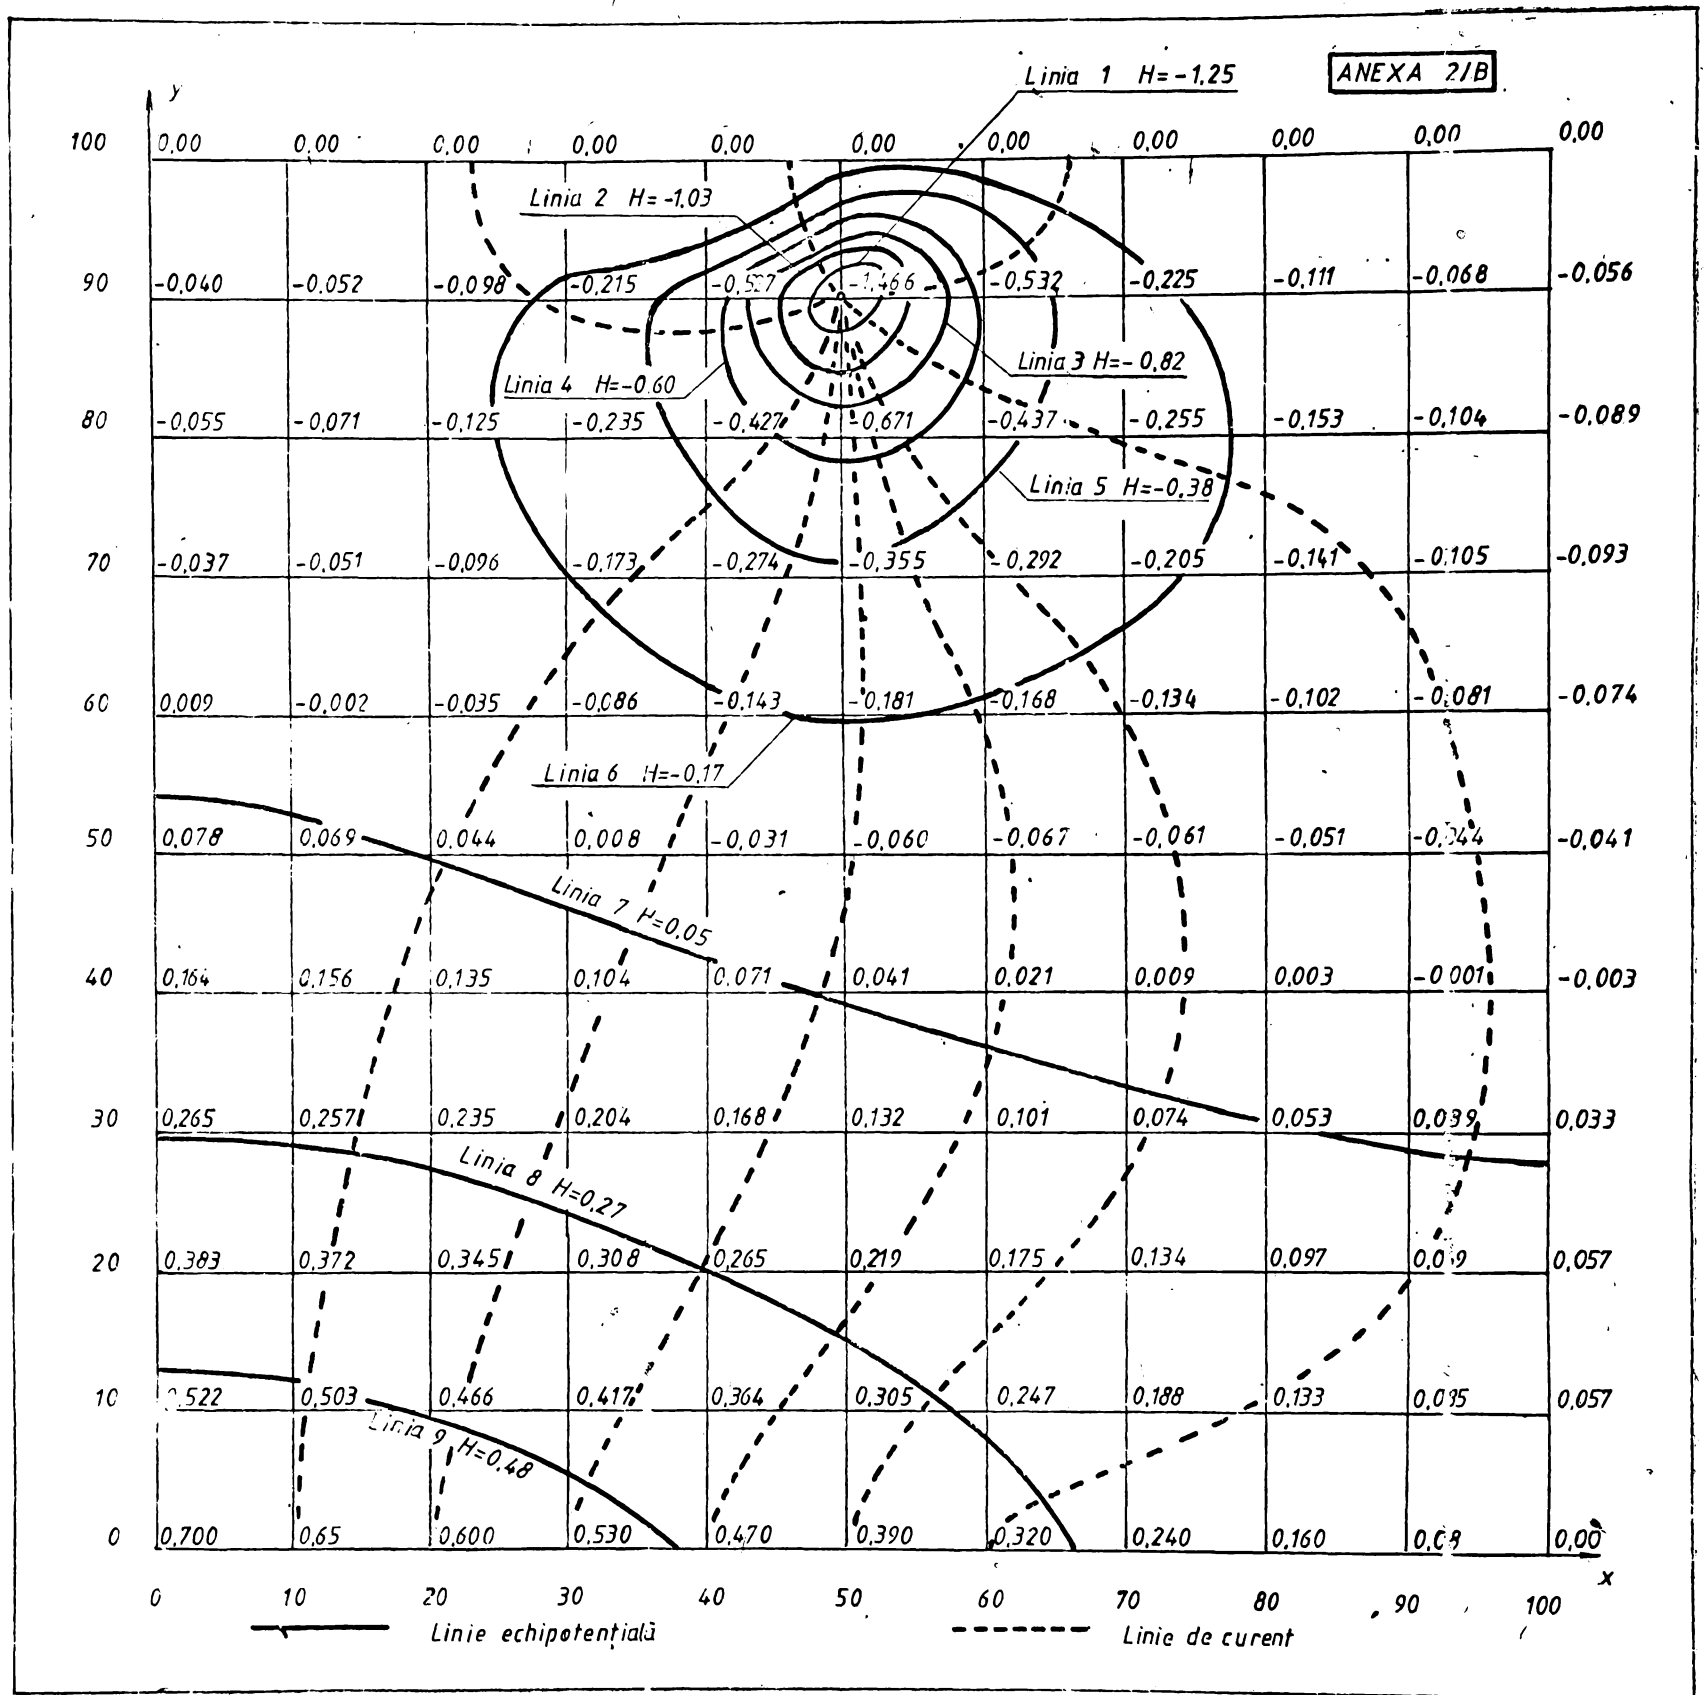 Linia 1 H=-1.25
ANEXA 2/B
y
100 0,00 0,00 0,00 0,00 0,00 0,00 0,00 0,00 0,00 0,00 0,00
Linia 2 H=-1.03
90 -0,040 -0,052 -0,098 -0,215 -1,466 -0,532 -0,225 -0,111 -0,068 -0,056
Linia 3 H=-0,82
Linia 4 H=-0.60
80 -0,055 -0,071 -0,125 -0,235 -0,427 -0,671 -0,437 -0,255 -0,153 -0,104 -0,089
Linia 5 H=-0,38
70 -0,037 -0,051 -0,096 -0,173 -0,274 -0,355 -0,292 -0,205 -0,141 -0,105 -0,093
60 0,009 -0,002 -0,035 -0,086 -0,143 -0,181 -0,168 -0,134 -0,102 -0,081 -0,074
Linia 6 H=-0,17
50 0,078 0,069 0,044 0,008 -0,031 -0,060 -0,067 -0,061 -0,051 -0,041
Linia 7 H=0,05
40 0,164 0,156 0,135 0,104 0.071 0,041 0,021 0,009 0,003 -0,001 -0,003
30 0,265 0,257 0,235 0,204 0,168 0,132 0,101 0,074 0,053 0,039 0,033
Linia 8 H=0,27
20 0,383 0,372 0,345 0,308 0,265 0,219 0,175 0,134 0,097 0,057
10 0,503 0,466 0,417 0,364 0,305 0,247 0,188 0,133 0,057
Linia 9 H=0,48
0 0,700 0,65 0,600 0,530 0,470 0,390 0,320 0,240 0,160 0,08 0,00
x
0 10 20 30 40 50 60 70 80 90 100
Linie echipotențială
Linie de curent